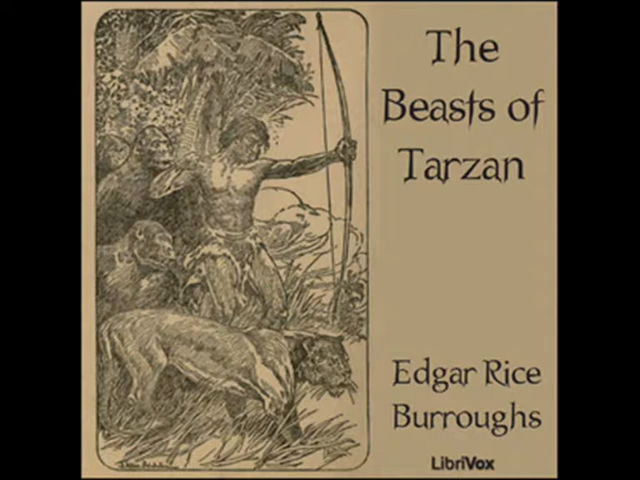 The
Beasts of
Tarzan
Edgar Rice
Burroughs
LibriVox